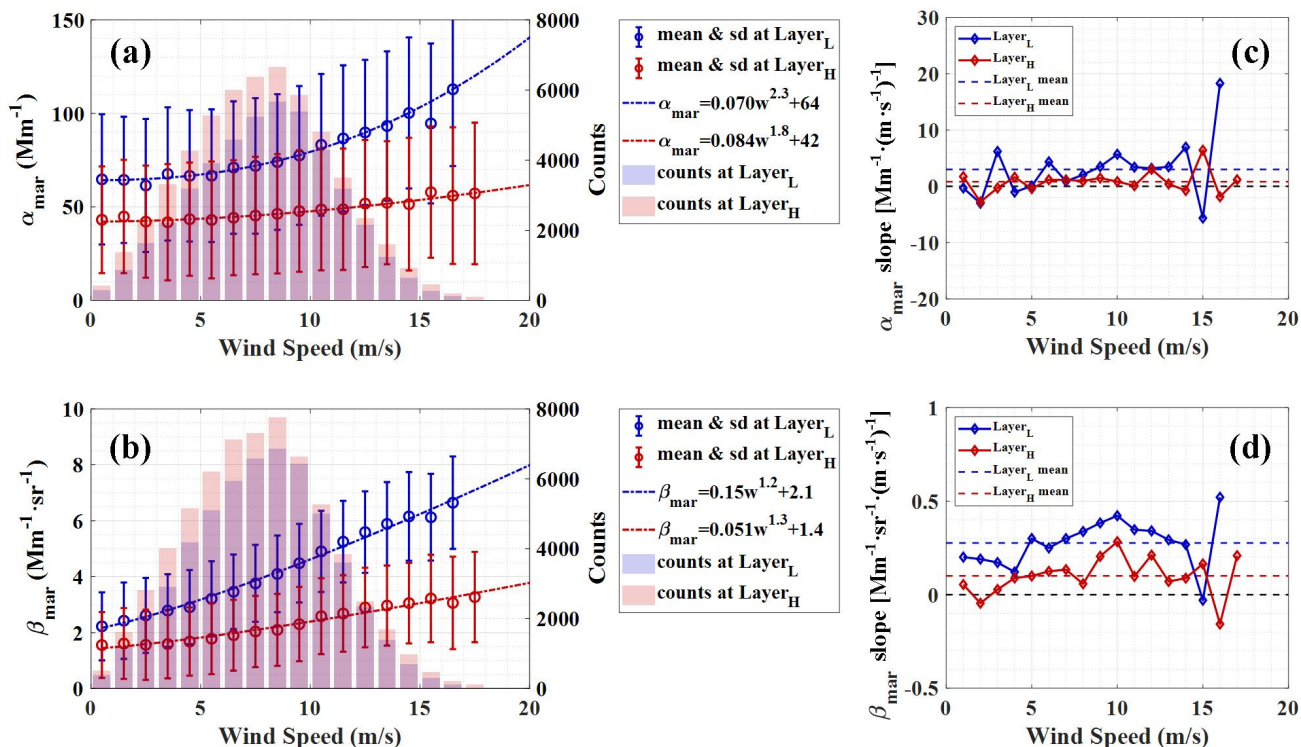 (a)
α_mar (Mm⁻¹)
150
100
50
0
8000
6000
4000
2000
0
Counts
0 5 10 15 20
Wind Speed (m/s)
mean & sd at Layer_L
mean & sd at Layer_H
α_mar=0.070w^2.3+64
α_mar=0.084w^1.8+42
counts at Layer_L
counts at Layer_H
(c)
α_mar slope [Mm⁻¹·(m·s⁻¹)⁻¹]
30
20
10
0
-10
-20
Layer_L
Layer_H
Layer_L mean
Layer_H mean
0 5 10 15 20
Wind Speed (m/s)
(b)
β_mar (Mm⁻¹·sr⁻¹)
10
8
6
4
2
0
8000
6000
4000
2000
0
Counts
0 5 10 15 20
Wind Speed (m/s)
mean & sd at Layer_L
mean & sd at Layer_H
β_mar=0.15w^1.2+2.1
β_mar=0.051w^1.3+1.4
counts at Layer_L
counts at Layer_H
(d)
β_mar slope [Mm⁻¹·sr⁻¹·(m·s⁻¹)⁻¹]
1
0.5
0
-0.5
Layer_L
Layer_H
Layer_L mean
Layer_H mean
0 5 10 15 20
Wind Speed (m/s)